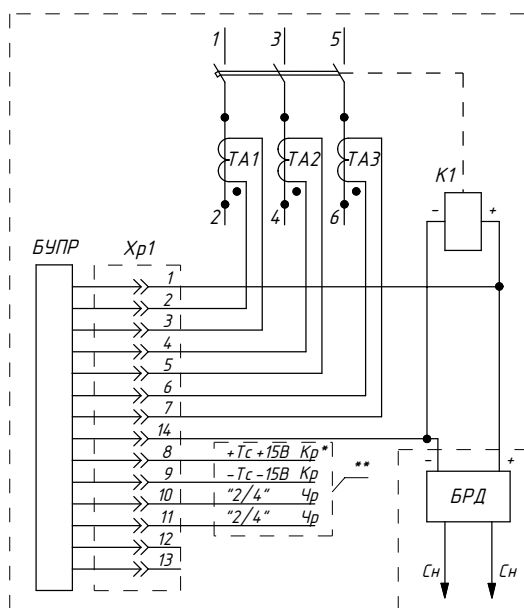 1 3 5
TA1 TA2 TA3
K1
2 4 6
- +
БУПР Xp1
1
2
3
4
5
6
7
14
8 +Тс +15В Кр*
9 -Тс -15В Кр
10 "2/4" Чр
11 "2/4" Чр
12
13
**
- +
БРД
Сн Сн